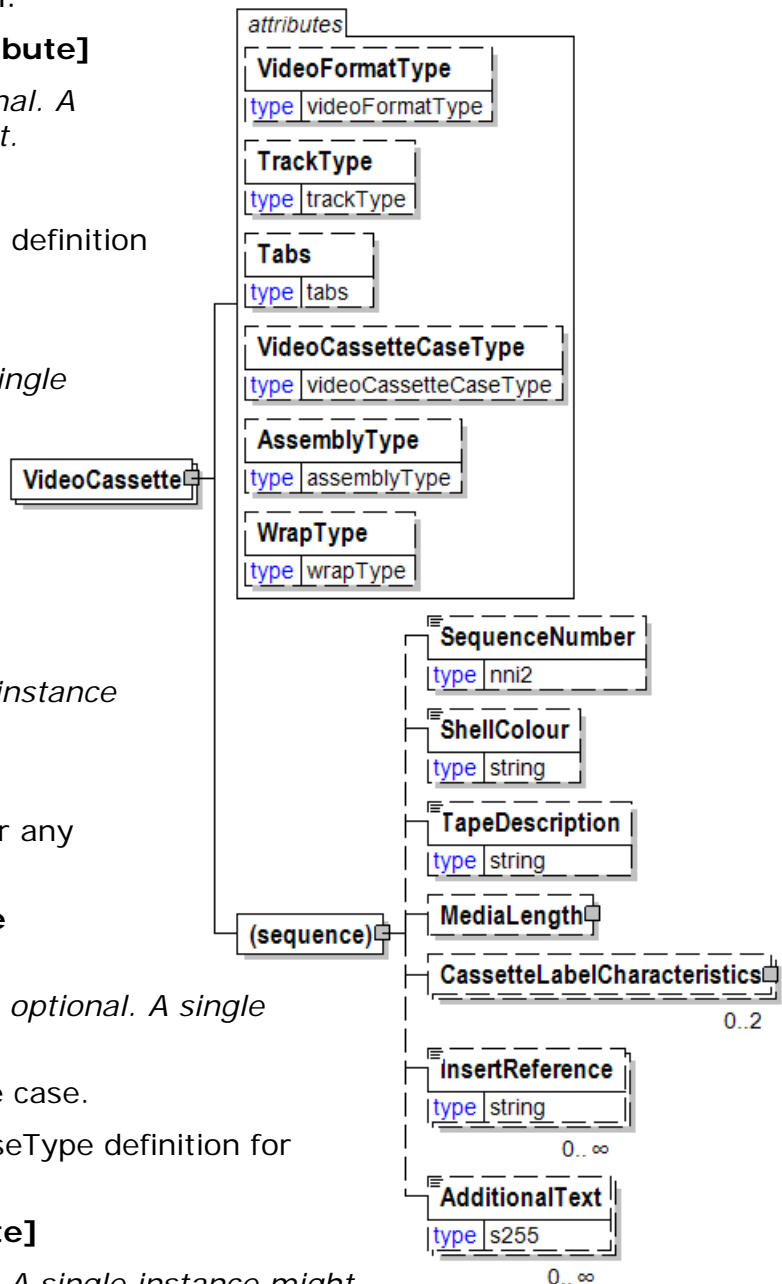 r.
bute]
nal. A
t.
definition
ingle
instance
r any
e
optional. A single
e case.
seType definition for
te]
A single instance might
attributes
VideoFormatType
type videoFormatType
TrackType
type trackType
Tabs
type tabs
VideoCassetteCaseType
type videoCassetteCaseType
AssemblyType
type assemblyType
WrapType
type wrapType
VideoCassette
(sequence)
SequenceNumber
type nni2
ShellColour
type string
TapeDescription
type string
MediaLength
CassetteLabelCharacteristics
0..2
InsertReference
type string
0..∞
AdditionalText
type s255
0..∞